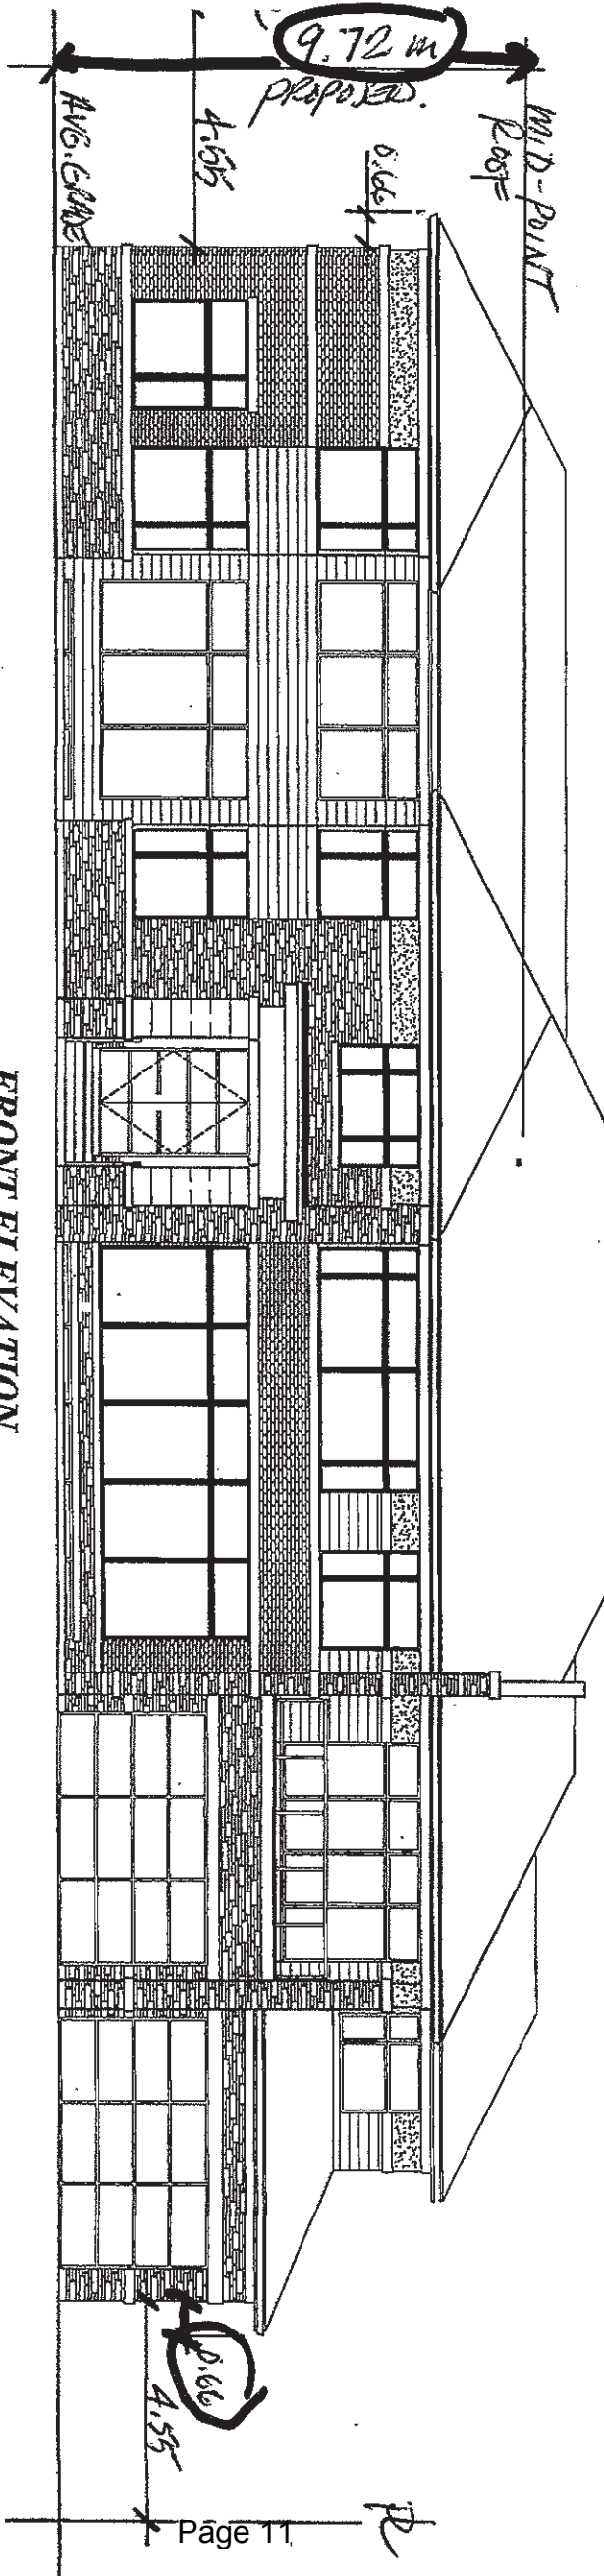 9.72 m
PROPOSED.
MID-POINT
ROOF
0.66
4.55
AVG. GRADE
FRONT ELEVATION
0.66
4.55
Page 11